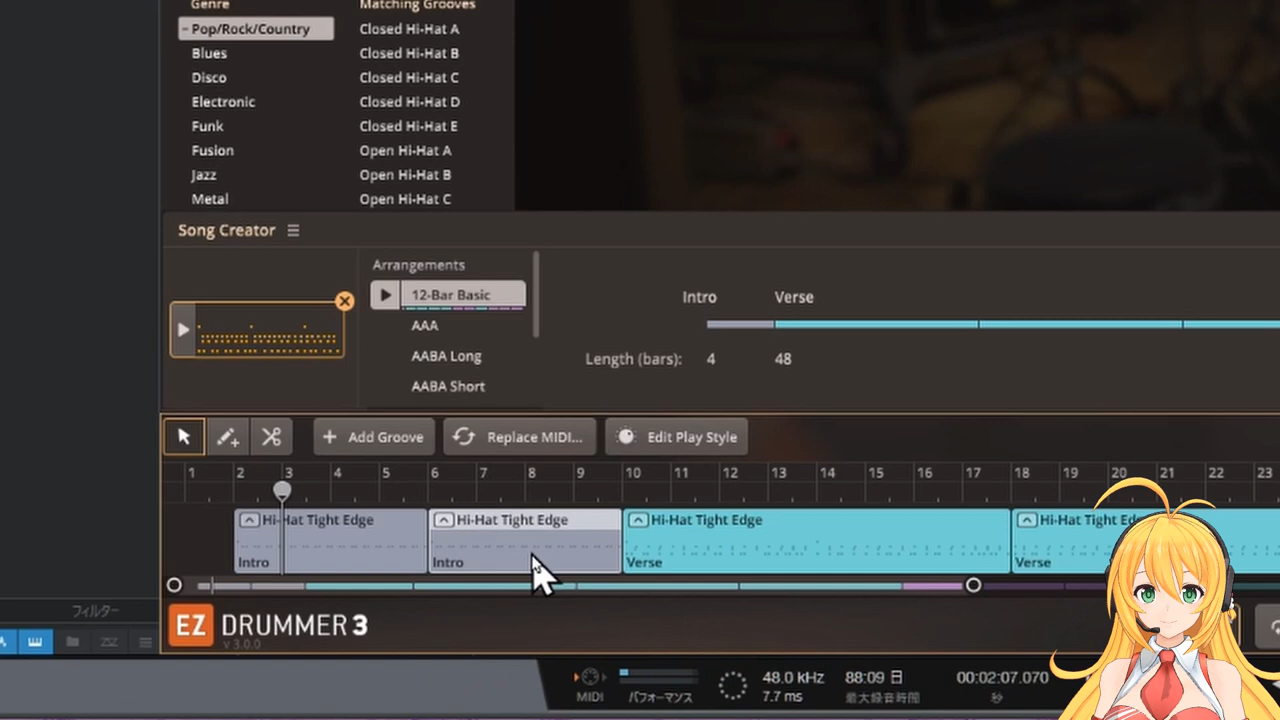 Genre
Matching Grooves
Pop/Rock/Country
Closed Hi-Hat A
Blues
Closed Hi-Hat B
Disco
Closed Hi-Hat C
Electronic
Closed Hi-Hat D
Funk
Closed Hi-Hat E
Fusion
Open Hi-Hat A
Jazz
Open Hi-Hat B
Metal
Open Hi-Hat C
Song Creator
Arrangements
12-Bar Basic
AAA
AABA Long
AABA Short
Intro Verse
Length (bars): 4 48
Add Groove Replace MIDI... Edit Play Style
1 2 3 4 5 6 7 8 9 10 11 12 13 14 15 16 17 18 19 20 21 22 23
Hi-Hat Tight Edge Hi-Hat Tight Edge Hi-Hat Tight Edge Hi-Hat Tight Edge
Intro Intro Verse Verse
フィルター
EZ DRUMMER 3
v 3.0.0
MIDI パフォーマンス
48.0 kHz
7.7 ms
88:09 日
最大録音時間
00:02:07.070
秒